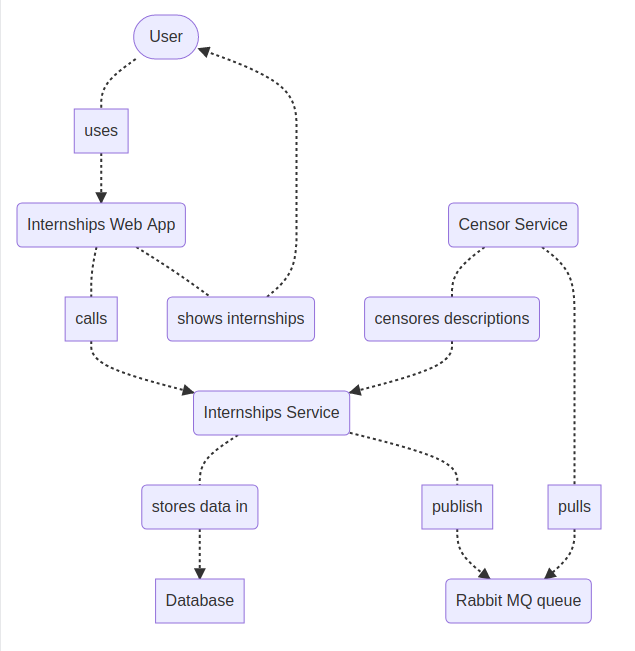 User
uses
Internships Web App
Censor Service
calls
shows internships
censores descriptions
Internships Service
stores data in
publish
pulls
Database
Rabbit MQ queue